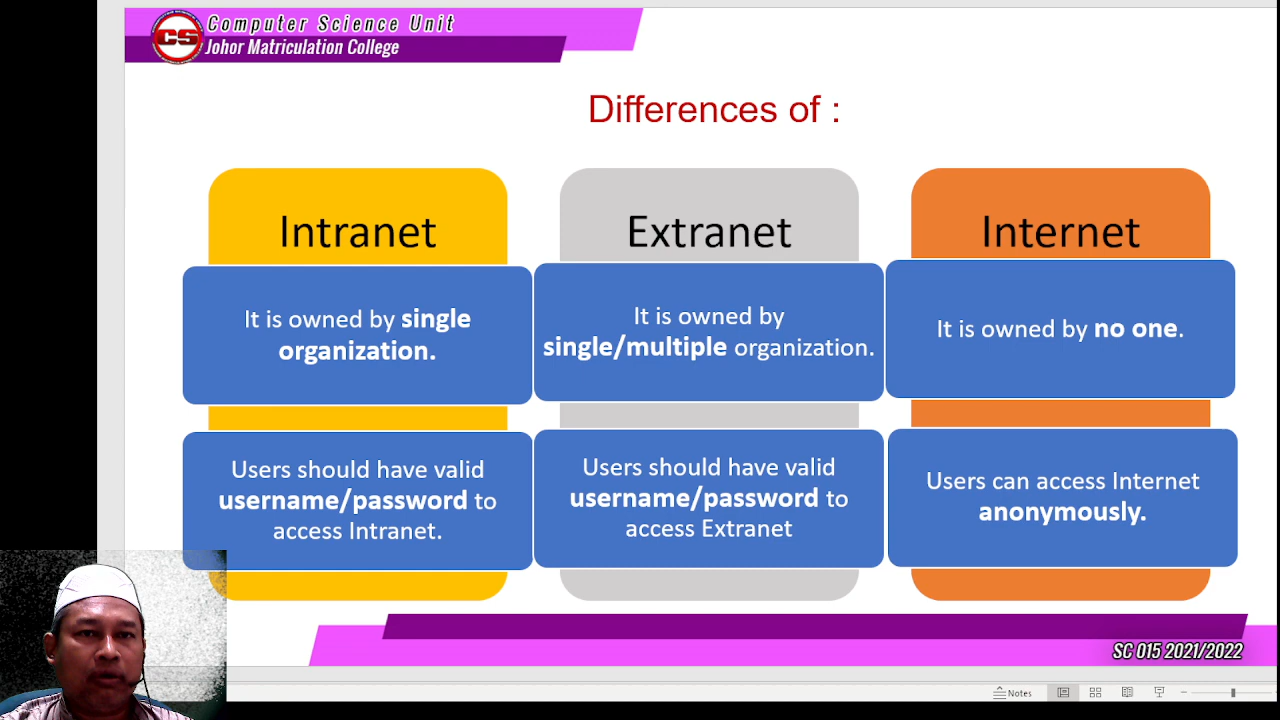 CS
Computer Science Unit
Johor Matriculation College
Differences of :
Intranet
It is owned by single
organization.
Users should have valid
username/password to
access Intranet.
Extranet
It is owned by
single/multiple organization.
Users should have valid
username/password to
access Extranet
Internet
It is owned by no one.
Users can access Internet
anonymously.
SC 015 2021/2022
Notes